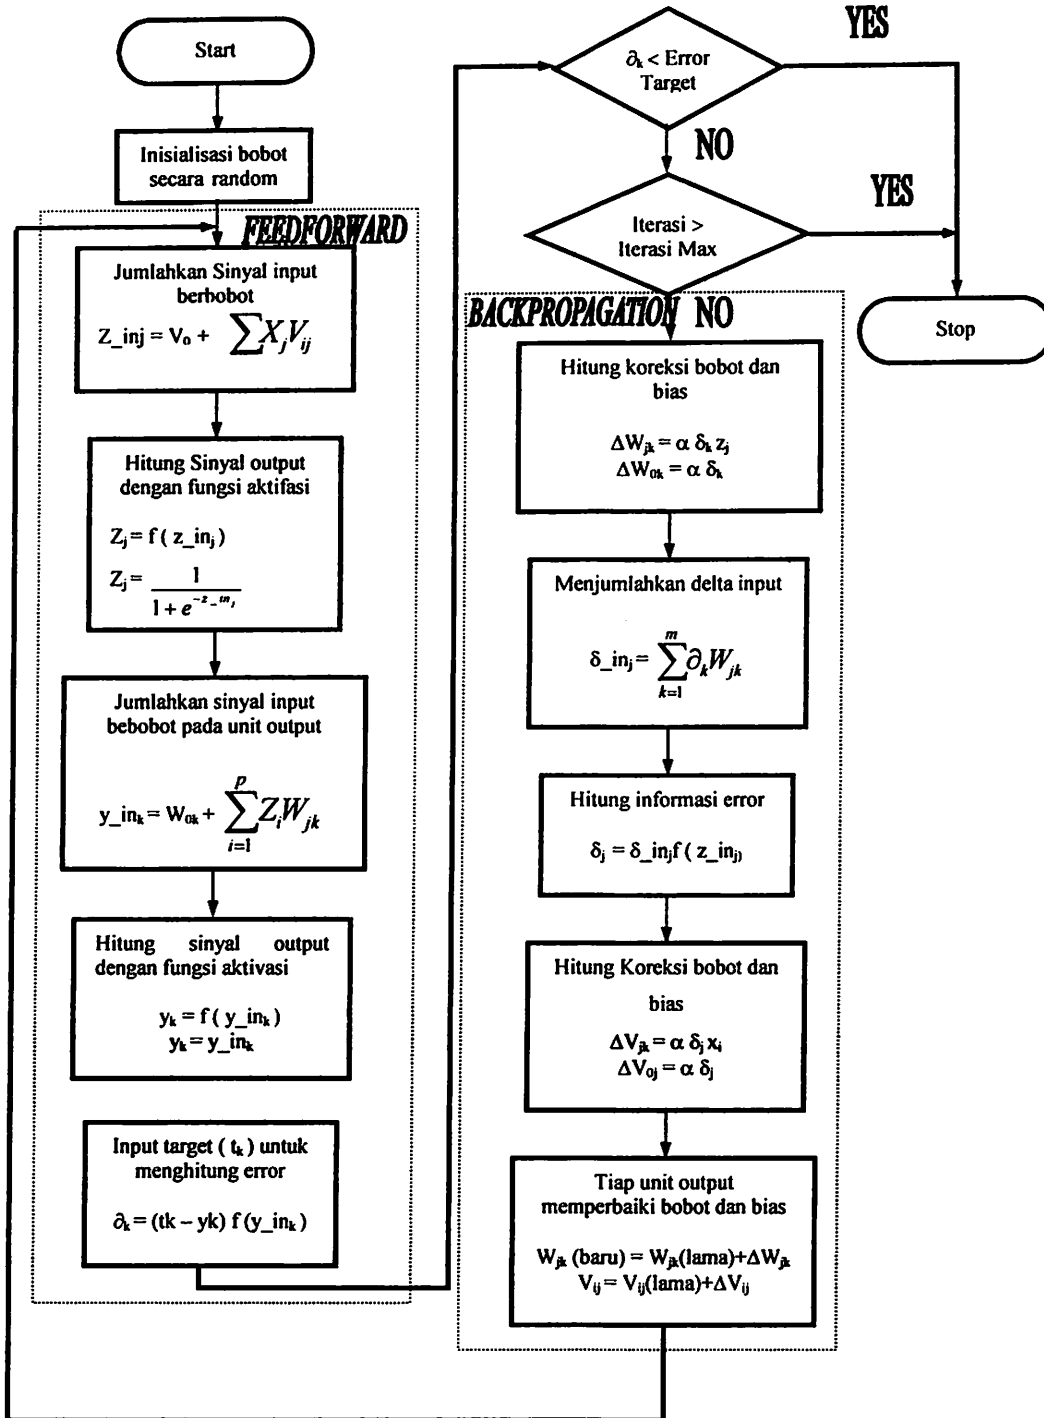 Start
Inisialisasi bobot
secara random
FEEDFORWARD
Jumlahkan Sinyal input
berbobot
Z_inj = V₀ + ∑XⱼVᵢⱼ
Hitung Sinyal output
dengan fungsi aktifasi
Zⱼ = f ( z_inⱼ)
Zⱼ = 1 / (1 + e^(-z_inⱼ))
Jumlahkan sinyal input
bebobot pada unit output
y_inₖ = W₀ₖ + ∑(i=1 to p) ZᵢWⱼₖ
Hitung sinyal output
dengan fungsi aktivasi
yₖ = f ( y_inₖ)
yₖ = y_inₖ
Input target ( tₖ ) untuk
menghitung error
∂ₖ = (tk – yk) f (y_inₖ )
∂ₖ < Error
Target
YES
NO
Iterasi >
Iterasi Max
YES
NO
Stop
BACKPROPAGATION
Hitung koreksi bobot dan
bias
ΔWⱼₖ = α δₖ zⱼ
ΔW₀ₖ = α δₖ
Menjumlahkan delta input
δ_inⱼ = ∑(k=1 to m) ∂ₖWⱼₖ
Hitung informasi error
δⱼ = δ_inⱼf ( z_inⱼ)
Hitung Koreksi bobot dan
bias
ΔVⱼₖ = α δⱼ xᵢ
ΔV₀ⱼ = α δⱼ
Tiap unit output
memperbaiki bobot dan bias
Wⱼₖ (baru) = Wⱼₖ(lama)+ΔWⱼₖ
Vᵢⱼ = Vᵢⱼ(lama)+ΔVᵢⱼ